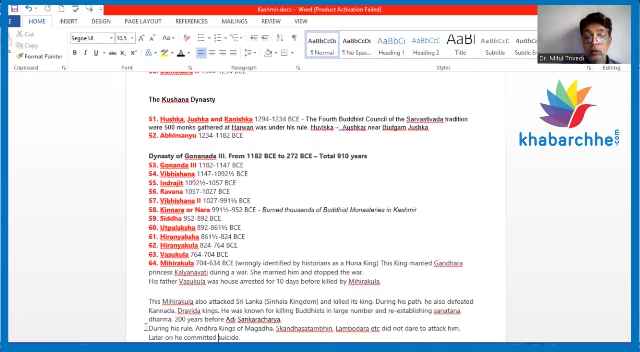 Kashmir.docx - Word (Product Activation Failed)
HOME INSERT DESIGN PAGE LAYOUT REFERENCES MAILINGS REVIEW VIEW
Cut
Copy
Format Painter
Clipboard
Segoe UI 10.5
Font
Paragraph
AaBbCcDc AaBbCcDc AaBbCc AaBbCc
¶ Normal ¶ No Spac... Heading 1 Heading 2 Title Subtitle
Styles
Editing
Dr. Mitul Trivedi
khabarchhe.com
The Kushana Dynasty
51. Hushka, Jushka and Kanishka 1294-1234 BCE - The Fourth Buddhist Council of the Sarvastivada tradition
were 500 monks gathered at Harwan was under his rule. Huviska – Aushkar near Budgam Jushka
52. Abhimanyu 1234-1182 BCE
Dynasty of Gonanda III. From 1182 BCE to 272 BCE – Total 910 years
53. Gonanda III 1182-1147 BCE
54. Vibhishana 1147-1092½ BCE
55. Indrajit 1092½-1057 BCE
56. Ravana 1057-1027 BCE
57. Vibhishana II 1027-991½ BCE
58. Kinnara or Nara 991½-952 BCE - Burned thousands of Buddhist Monasteries in Kashmir
59. Siddha 952-892 BCE
60. Utpalaksha 892-861½ BCE
61. Hiranyaksha 861½-824 BCE
62. Hiranyakula 824-764 BCE
63. Vasukula 764-704 BCE
64. Mihirakula 704-634 BCE (wrongly identified by historians as a Huna King) This King married Gandhara
princess Kalyanavati during a war. She married him and stopped the war.
His father Vasukula was house arrested for 10 days before killed by Mihirakula.
This Mihirakula also attacked Sri Lanka (Sinhala Kingdom) and killed its king. During his path, he also defeated
Kannada, Dravida kings. He was known for killing Buddhists in large number and re-establishing sanatana
dharma. 200 years before Adi Sankaracharya.
During his rule, Andhra Kings of Magadha, Skandhasatambhin, Lambodara etc did not dare to attack him.
Later on he committed suicide.